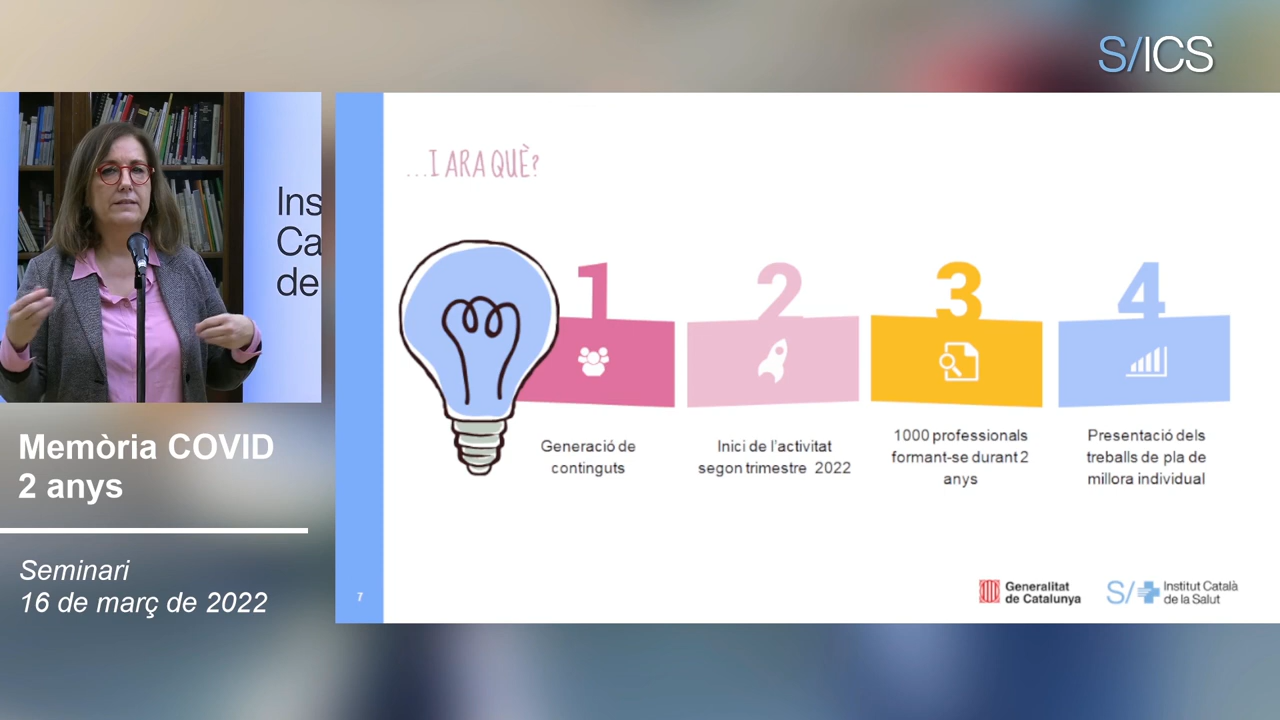 S/ICS
Ins
Ca
de
Memòria COVID
2 anys
Seminari
16 de març de 2022
...I ARA QUÈ?
1
2
3
4
Generació de
continguts
Inici de l'activitat
segon trimestre 2022
1000 professionals
formant-se durant 2
anys
Presentació dels
treballs de pla de
millora individual
7
Generalitat
de Catalunya
S/
Institut Català
de la Salut